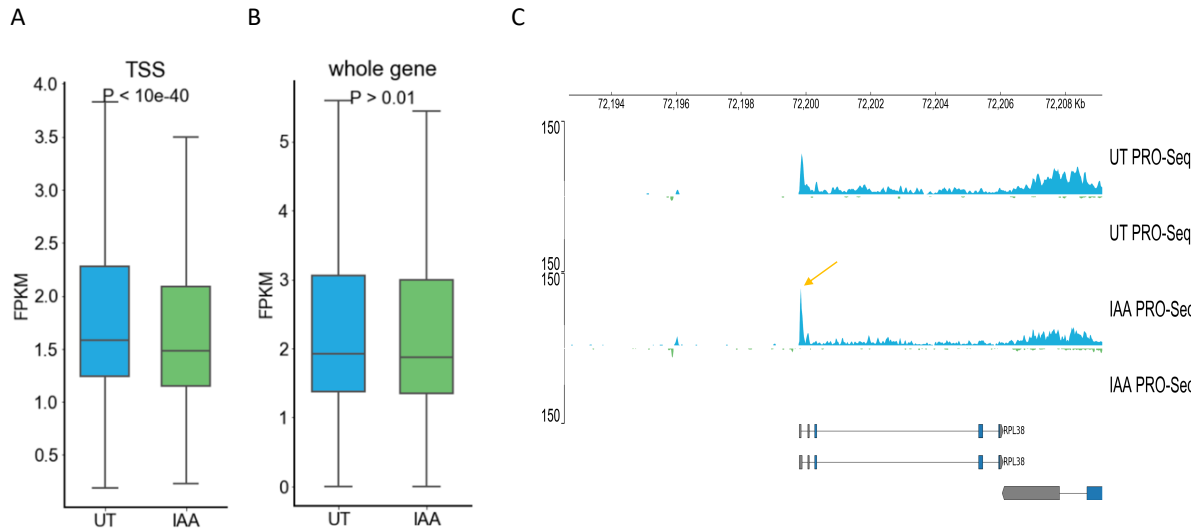 A
B
C
TSS
P < 10e-40
4.0
3.5
3.0
2.5
2.0
1.5
1.0
0.5
FPKM
UT
IAA
whole gene
P > 0.01
5
4
3
2
1
0
FPKM
UT
IAA
72,194
72,196
72,198
72,200
72,202
72,204
72,206
72,208 Kb
150
UT PRO-Seq
UT PRO-Seq
150
150
IAA PRO-Sec
IAA PRO-Sec
150
RPL38
RPL38